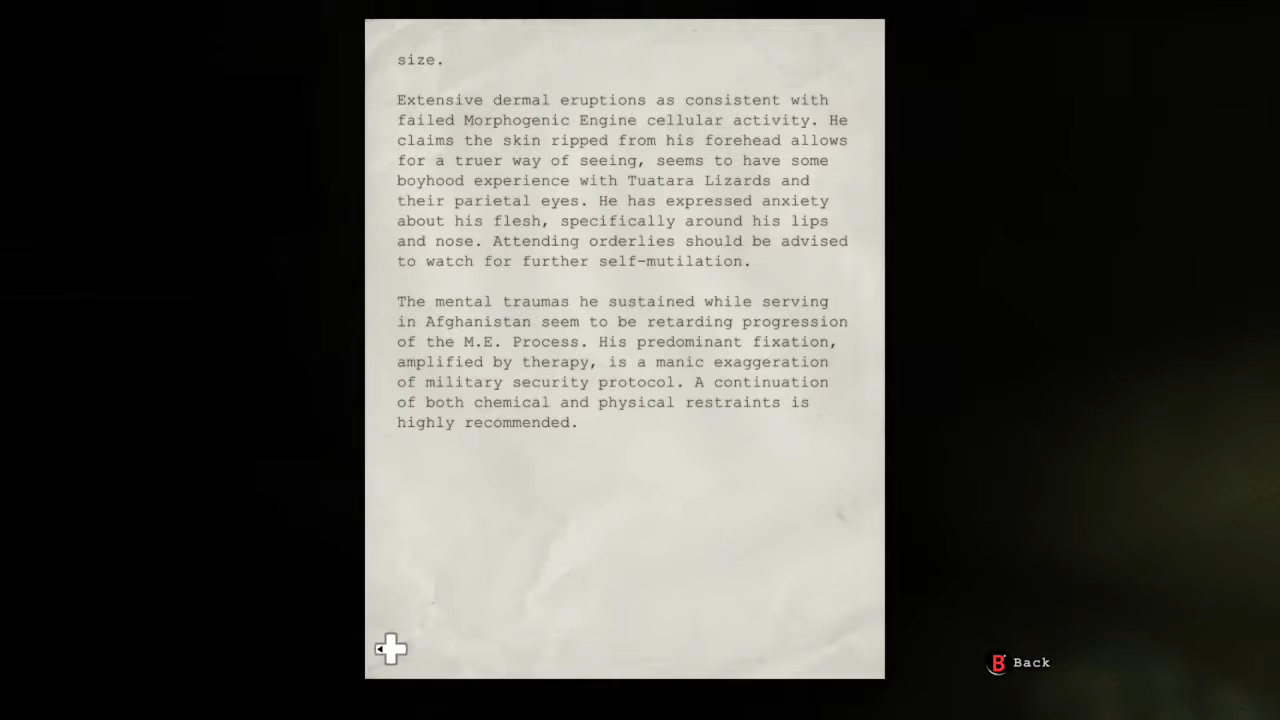 size.
Extensive dermal eruptions as consistent with
failed Morphogenic Engine cellular activity. He
claims the skin ripped from his forehead allows
for a truer way of seeing, seems to have some
boyhood experience with Tuatara Lizards and
their parietal eyes. He has expressed anxiety
about his flesh, specifically around his lips
and nose. Attending orderlies should be advised
to watch for further self-mutilation.
The mental traumas he sustained while serving
in Afghanistan seem to be retarding progression
of the M.E. Process. His predominant fixation,
amplified by therapy, is a manic exaggeration
of military security protocol. A continuation
of both chemical and physical restraints is
highly recommended.
B Back